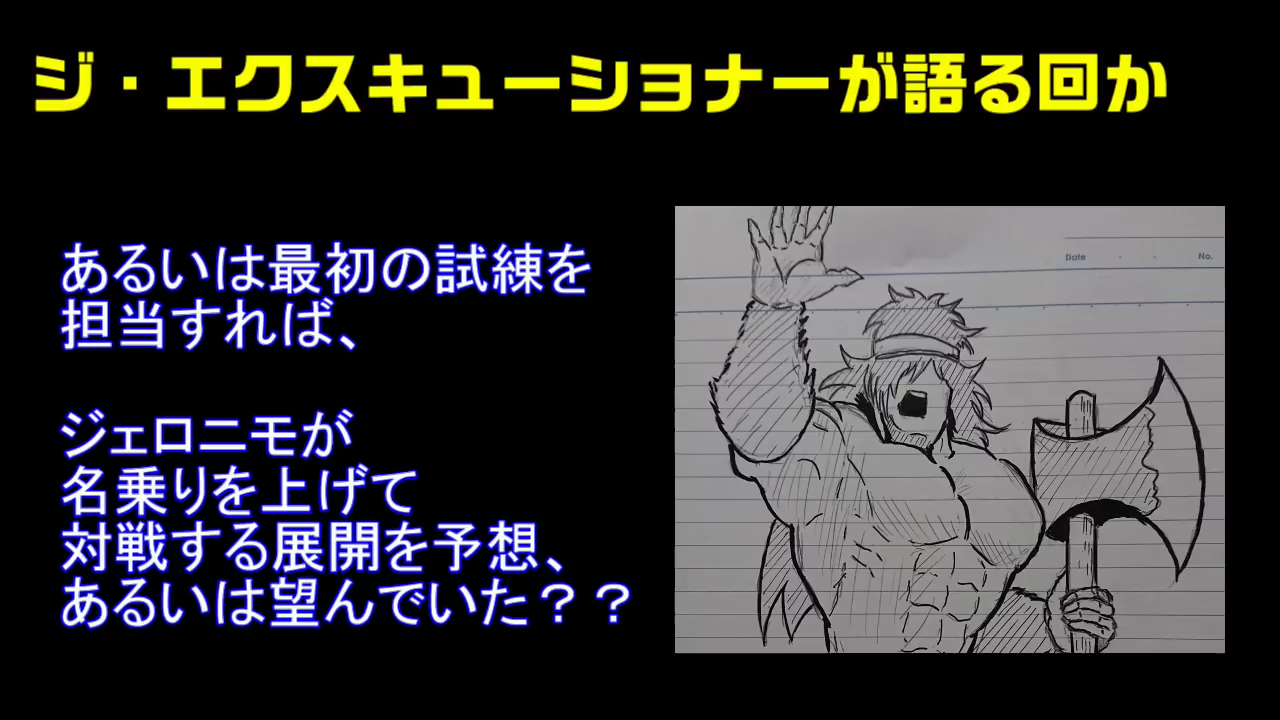 ジ・エクスキューショナーが語る回か
あるいは最初の試練を
担当すれば、
ジェロニモが
名乗りを上げて
対戦する展開を予想、
あるいは望んでいた？？
Date ・ ・ No.